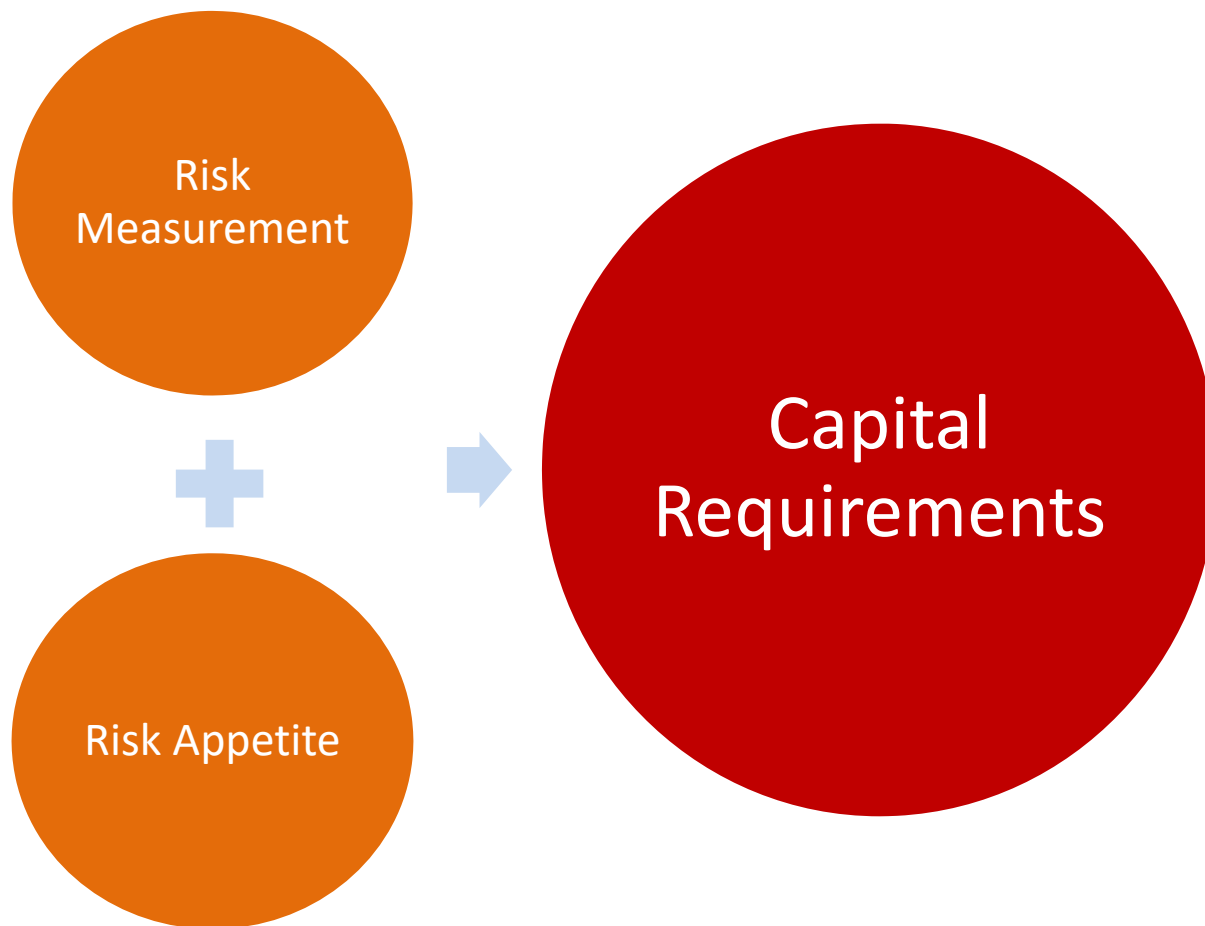 Risk
Measurement
Risk Appetite
Capital
Requirements